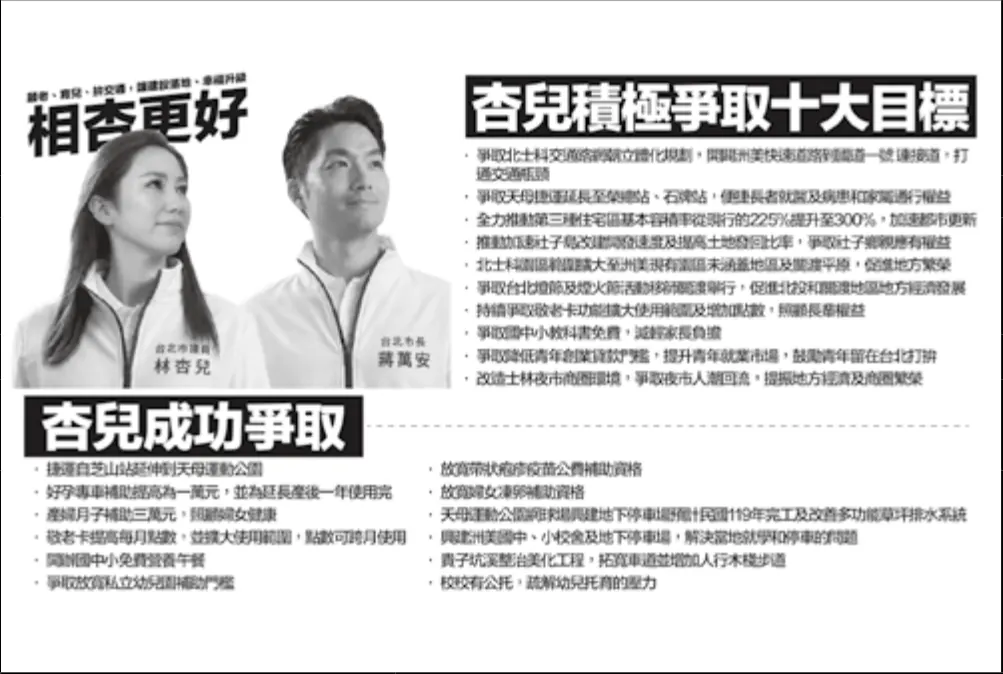 顧老、育兒、拚交通，讓建設落地、幸福升級
相杏更好
台北市議員
林杏兒
台北市長
蔣萬安
杏兒積極爭取十大目標
· 爭取北士科交通路網朝立體化規劃，開闢洲美快速道路到國道一號 連接道，打
通交通瓶頸
· 爭取天母捷運延長至榮總站、石牌站，便捷長者就醫及病患和家屬通行權益
· 全力推動第三種住宅區基本容積率從現行的225%提升至300%，加速都市更新
· 推動加速社子島改建開發速度及提高土地發回比率，爭取社子鄉親應有權益
· 北士科園區範圍擴大至洲美現有園區未涵蓋地區及關渡平原，促進地方繁榮
· 爭取台北燈節及煙火節活動移師關渡舉行，促進北投和關渡地區地方經濟發展
· 持續爭取敬老卡功能擴大使用範圍及增加點數，照顧長輩權益
· 爭取國中小教科書免費，減輕家長負擔
· 爭取降低青年創業貸款門檻，提升青年就業市場，鼓勵青年留在台北打拚
· 改造士林夜市商圈環境，爭取夜市人潮回流，提振地方經濟及商圈繁榮
杏兒成功爭取
· 捷運自芝山站延伸到天母運動公園
· 好孕專車補助提高為一萬元，並為延長產後一年使用完
· 產婦月子補助三萬元，照顧婦女健康
· 敬老卡提高每月點數，並擴大使用範圍，點數可跨月使用
· 開辦國中小免費營養午餐
· 爭取放寬私立幼兒園補助門檻
· 放寬帶狀疱疹疫苗公費補助資格
· 放寬婦女凍卵補助資格
· 天母運動公園網球場興建地下停車場預計民國119年完工及改善多功能草坪排水系統
· 興建洲美國中、小校舍及地下停車場，解決當地就學和停車的問題
· 貴子坑溪整治美化工程，拓寬車道並增加人行木棧步道
· 校校有公托，疏解幼兒托育的壓力